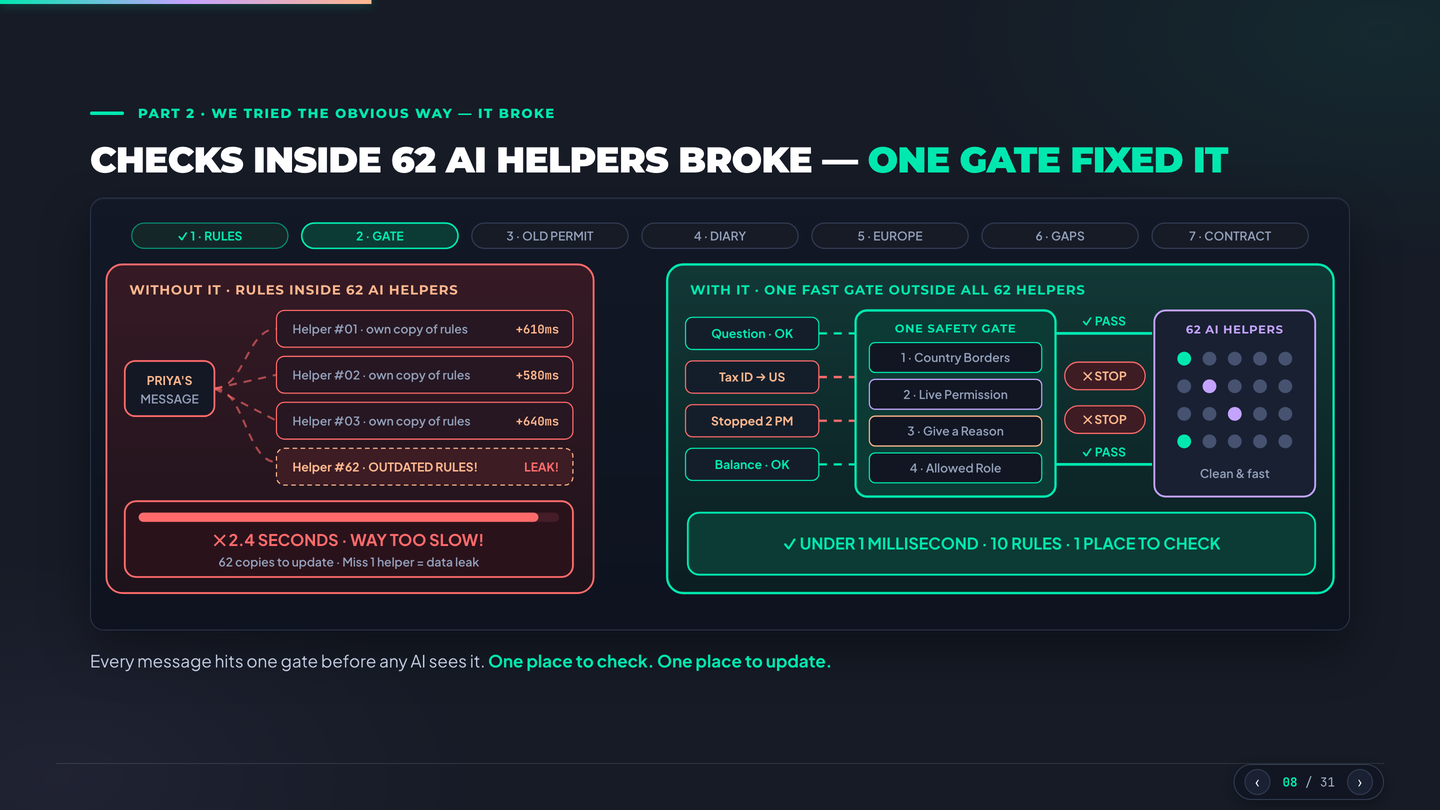 PART 2 · WE TRIED THE OBVIOUS WAY — IT BROKE
CHECKS INSIDE 62 AI HELPERS BROKE — ONE GATE FIXED IT
✓ 1 · RULES
2 · GATE
3 · OLD PERMIT
4 · DIARY
5 · EUROPE
6 · GAPS
7 · CONTRACT
WITHOUT IT · RULES INSIDE 62 AI HELPERS
PRIYA'S
MESSAGE
Helper #01 · own copy of rules +610ms
Helper #02 · own copy of rules +580ms
Helper #03 · own copy of rules +640ms
Helper #62 · OUTDATED RULES! LEAK!
✕ 2.4 SECONDS · WAY TOO SLOW!
62 copies to update · Miss 1 helper = data leak
WITH IT · ONE FAST GATE OUTSIDE ALL 62 HELPERS
Question · OK
Tax ID → US
Stopped 2 PM
Balance · OK
ONE SAFETY GATE
1 · Country Borders
2 · Live Permission
3 · Give a Reason
4 · Allowed Role
✓ PASS
✕ STOP
✕ STOP
✓ PASS
62 AI HELPERS
Clean & fast
✓ UNDER 1 MILLISECOND · 10 RULES · 1 PLACE TO CHECK
Every message hits one gate before any AI sees it. One place to check. One place to update.
‹ 08 / 31 ›